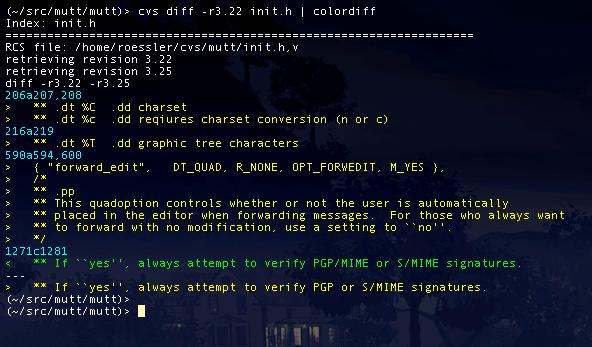 (~/src/mutt/mutt)> cvs diff -r3.22 init.h | colordiff
Index: init.h
===================================================================
RCS file: /home/roessler/cvs/mutt/init.h,v
retrieving revision 3.22
retrieving revision 3.25
diff -r3.22 -r3.25
206a207,208
>   ** .dt %C  .dd charset
>   ** .dt %c  .dd reqiures charset conversion (n or c)
216a219
>   ** .dt %T  .dd graphic tree characters
590a594,600
>   { "forward_edit",   DT_QUAD, R_NONE, OPT_FORWEDIT, M_YES },
>   /*
>   ** .pp
>   ** This quadoption controls whether or not the user is automatically
>   ** placed in the editor when forwarding messages.  For those who always want
>   ** to forward with no modification, use a setting to ``no''.
>   */
1271c1281
<   ** If ``yes'', always attempt to verify PGP/MIME or S/MIME signatures.
---
>   ** If ``yes'', always attempt to verify PGP or S/MIME signatures.
(~/src/mutt/mutt)>
(~/src/mutt/mutt)>